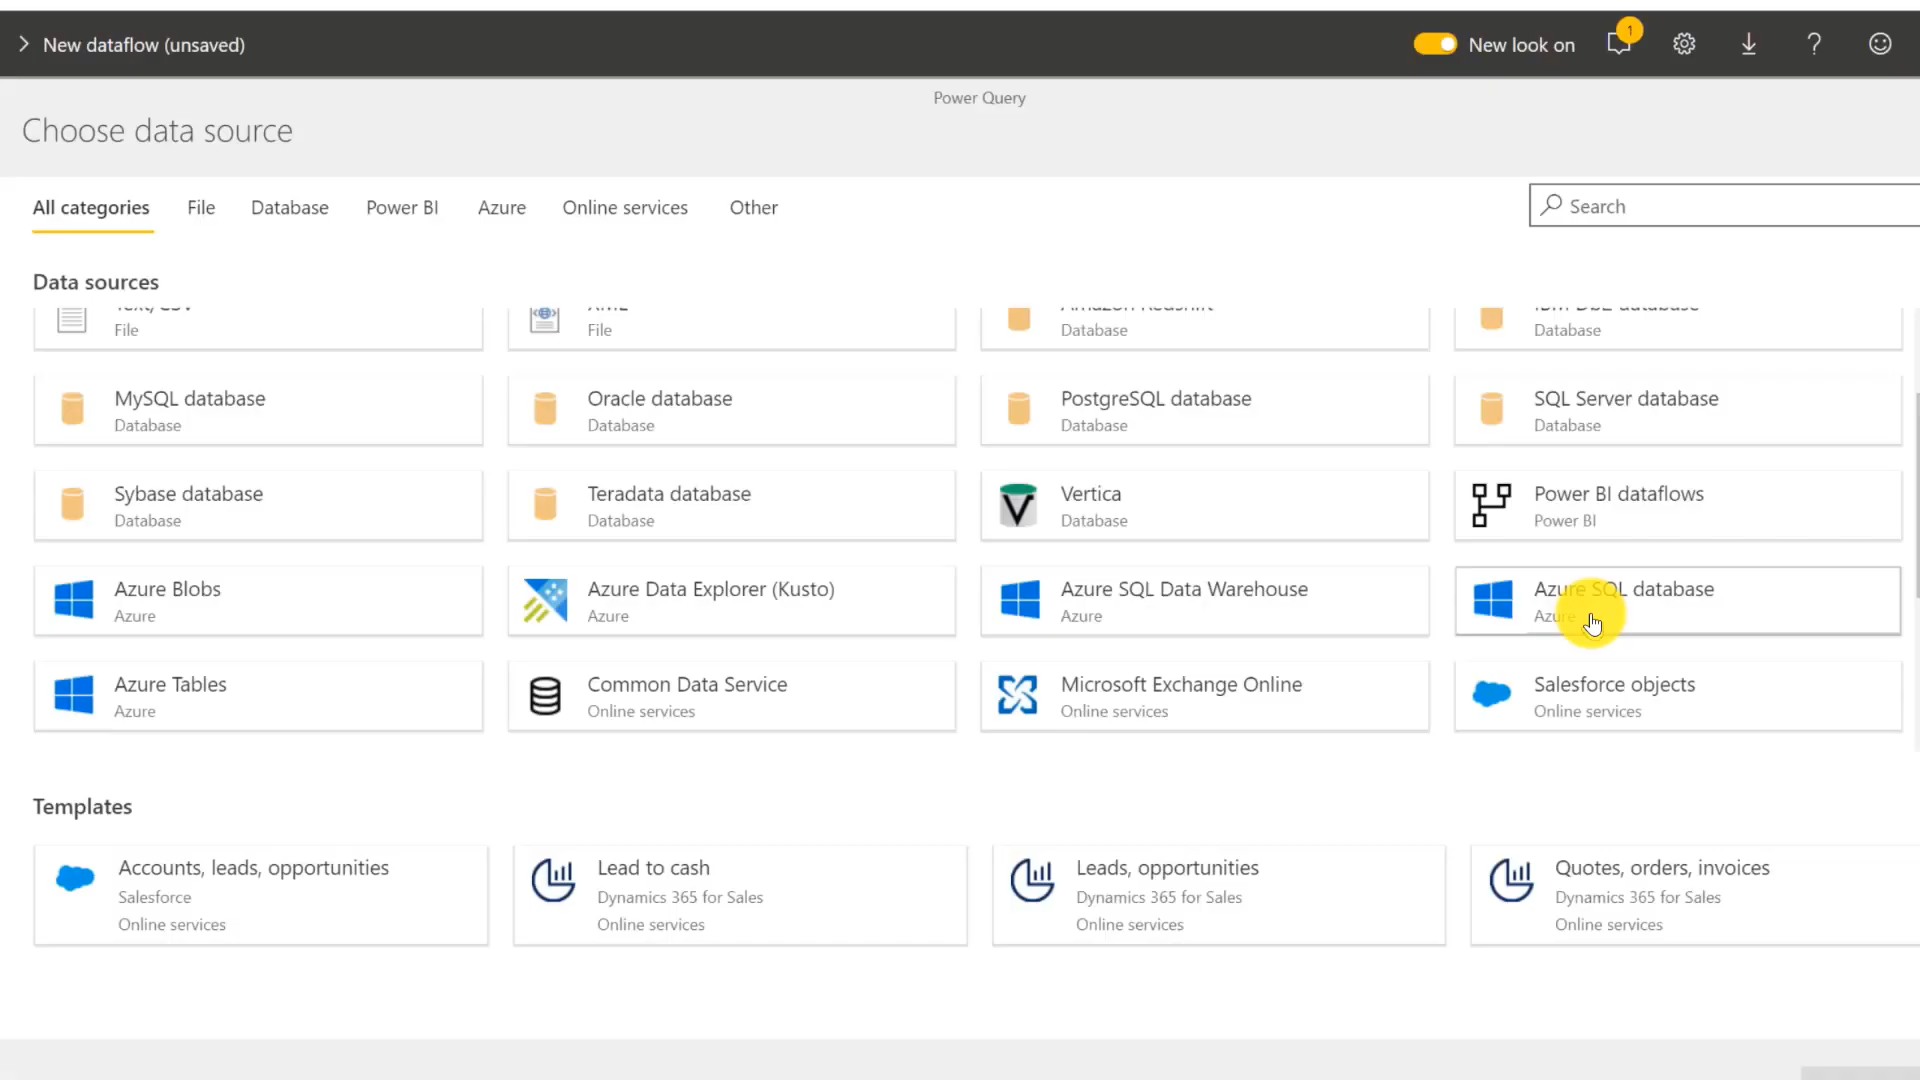 New dataflow (unsaved)
New look on
1
Power Query
Choose data source
All categories
File
Database
Power BI
Azure
Online services
Other
Search
Data sources
File
File
Database
Database
MySQL database
Database
Oracle database
Database
PostgreSQL database
Database
SQL Server database
Database
Sybase database
Database
Teradata database
Database
Vertica
Database
Power BI dataflows
Power BI
Azure Blobs
Azure
Azure Data Explorer (Kusto)
Azure
Azure SQL Data Warehouse
Azure
Azure SQL database
Azure
Azure Tables
Azure
Common Data Service
Online services
Microsoft Exchange Online
Online services
Salesforce objects
Online services
Templates
Accounts, leads, opportunities
Salesforce
Online services
Lead to cash
Dynamics 365 for Sales
Online services
Leads, opportunities
Dynamics 365 for Sales
Online services
Quotes, orders, invoices
Dynamics 365 for Sales
Online services